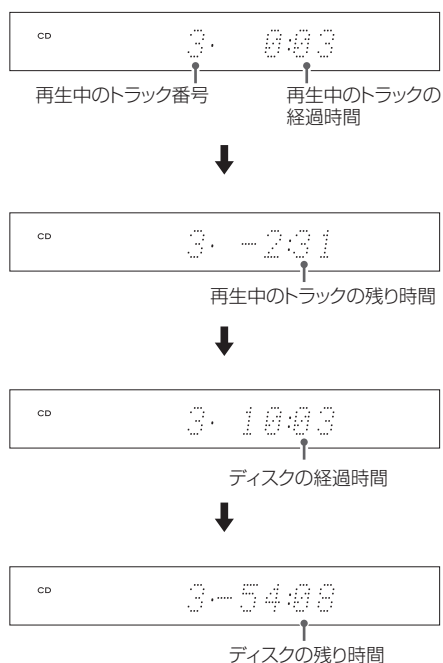 CD 3. 0:03
再生中のトラック番号
再生中のトラックの
経過時間
CD 3. -2:31
再生中のトラックの残り時間
CD 3. 10:03
ディスクの経過時間
CD 3.-54:08
ディスクの残り時間